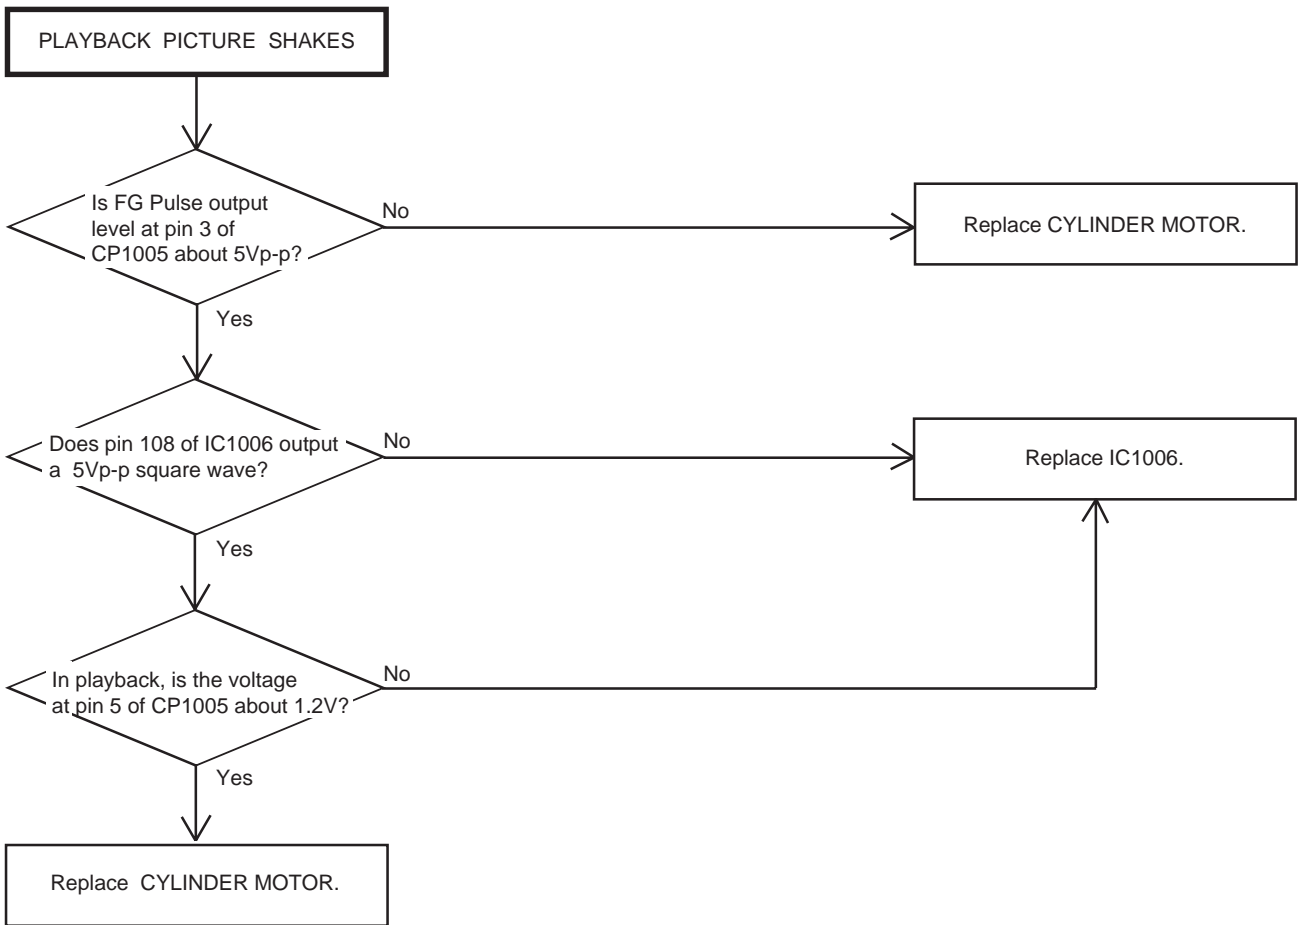 PLAYBACK PICTURE SHAKES
Is FG Pulse output
level at pin 3 of
CP1005 about 5Vp-p?
No
Replace CYLINDER MOTOR.
Yes
Does pin 108 of IC1006 output
a 5Vp-p square wave?
No
Replace IC1006.
Yes
In playback, is the voltage
at pin 5 of CP1005 about 1.2V?
No
Yes
Replace CYLINDER MOTOR.